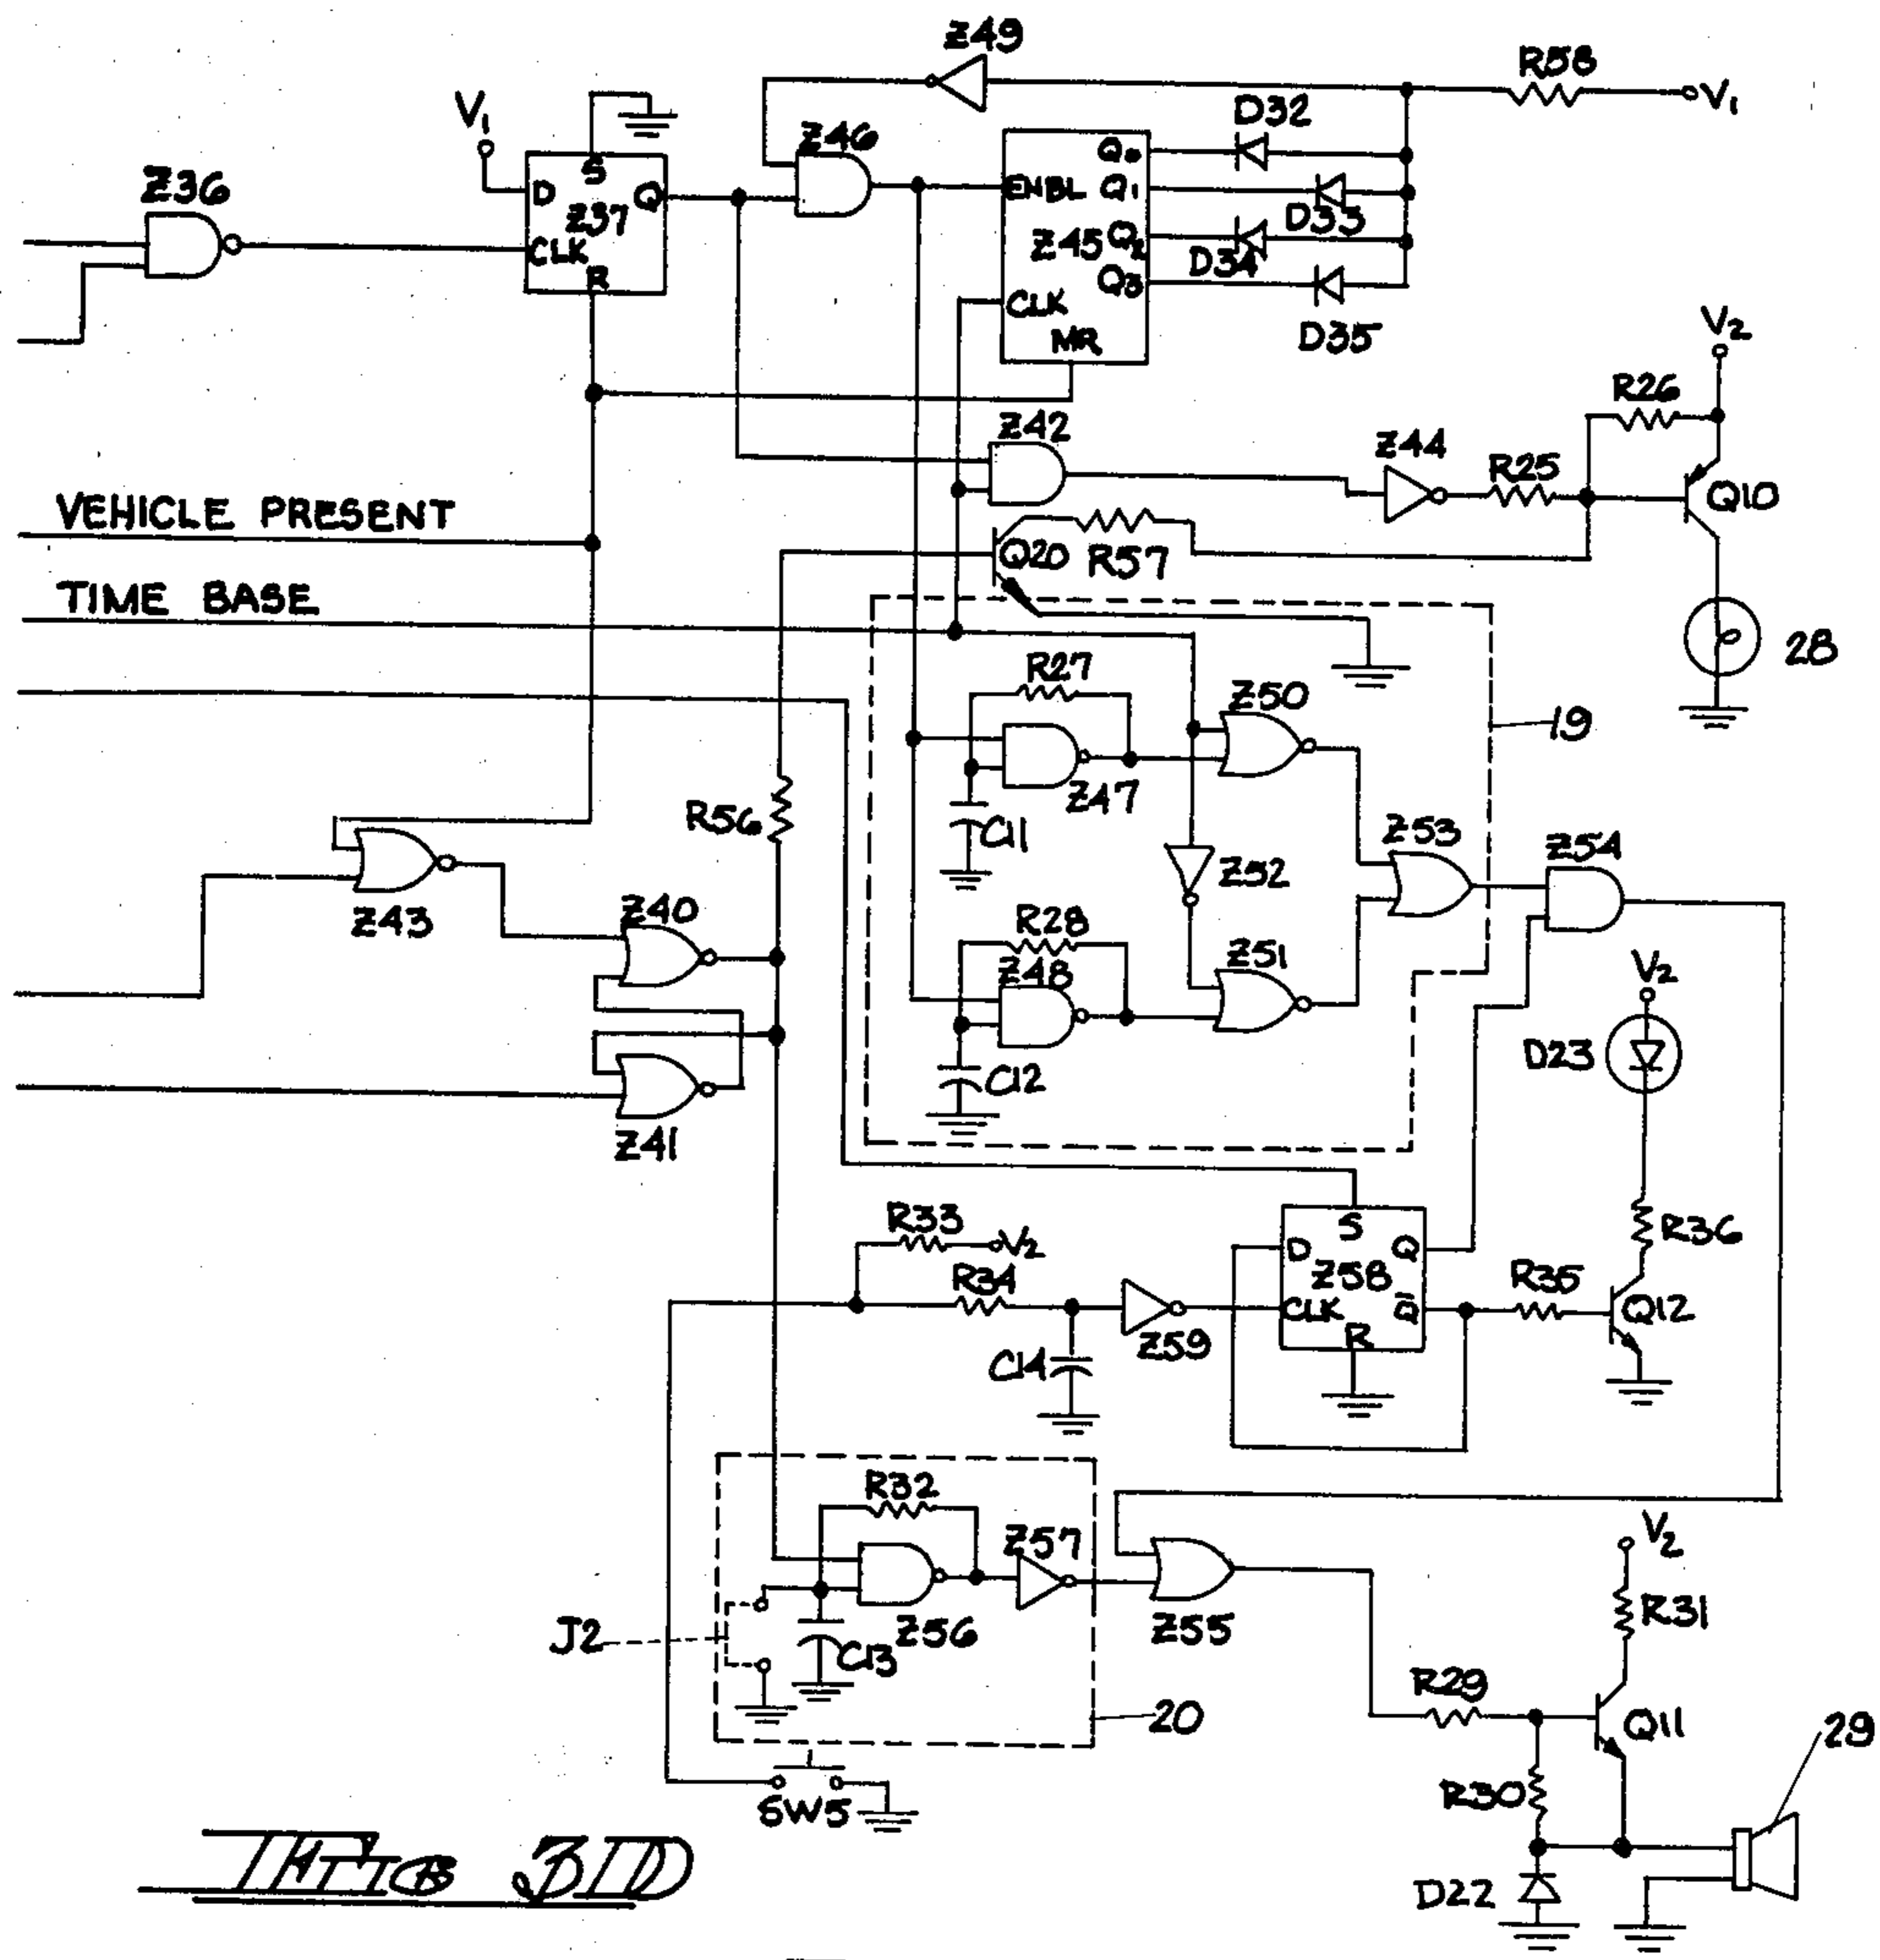 Z49
R58
V1
D32
V1
Z46
Q0
S
D
Q
Z37
CLK
R
Z36
ENBL
Q1
D33
Z45
Q2
D34
Q3
CLK
D35
MR
V2
R26
Z42
Z44
R25
Q10
VEHICLE PRESENT
Q20
R57
TIME BASE
28
R27
Z50
19
Z47
R56
C11
Z53
Z54
Z52
Z43
Z40
R28
Z48
Z51
V2
D23
C12
Z41
R33
V2
S
R36
D
Q
R34
Z58
R35
CLK
Q̅
Q12
Z59
R
C14
R32
Z57
V2
Z56
Z55
R31
J2
C13
R29
20
Q11
29
SW5
R30
D22
FIG 3D